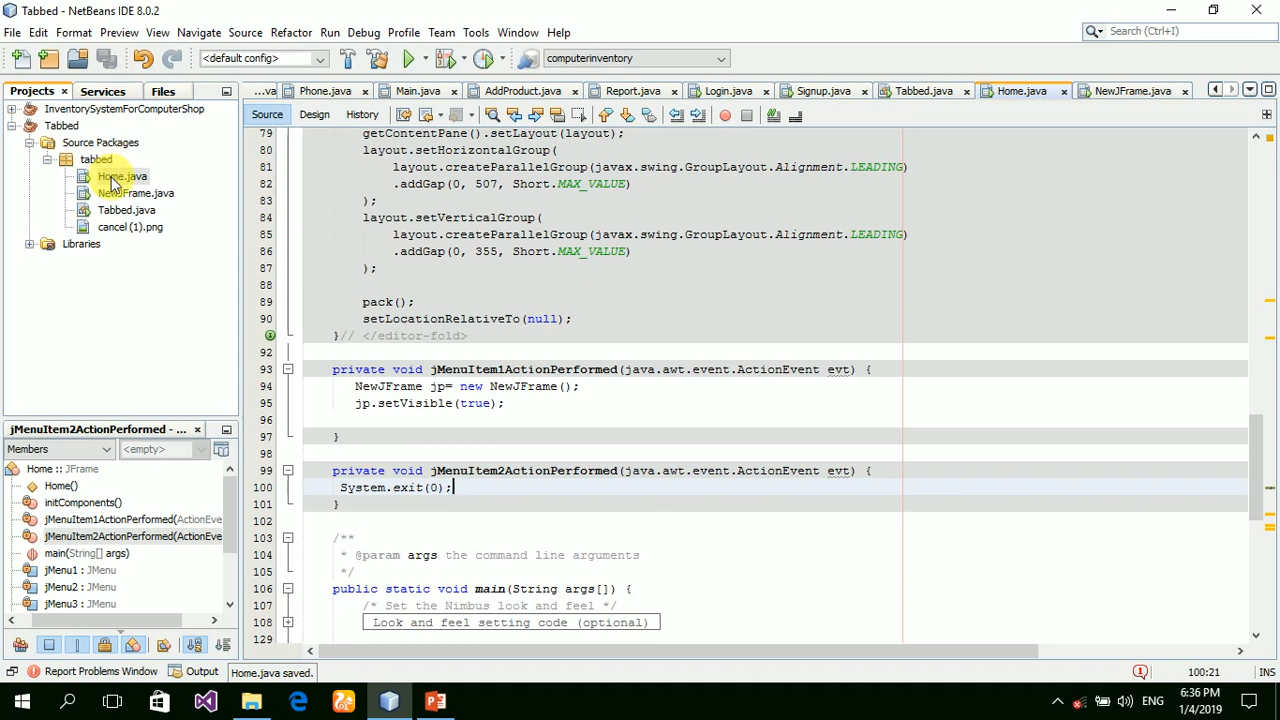 Tabbed - NetBeans IDE 8.0.2
File Edit Format Preview View Navigate Source Refactor Run Debug Profile Team Tools Window Help
Search (Ctrl+I)
<default config> computerinventory
Projects Services Files
...va Phone.java Main.java AddProduct.java Report.java Login.java Signup.java Tabbed.java Home.java NewJFrame.java
Source Design History
InventorySystemForComputerShop
Tabbed
Source Packages
tabbed
Home.java
NewJFrame.java
Tabbed.java
cancel (1).png
Libraries
79 getContentPane().setLayout(layout);
80 layout.setHorizontalGroup(
81 layout.createParallelGroup(javax.swing.GroupLayout.Alignment.LEADING)
82 .addGap(0, 507, Short.MAX_VALUE)
83 );
84 layout.setVerticalGroup(
85 layout.createParallelGroup(javax.swing.GroupLayout.Alignment.LEADING)
86 .addGap(0, 355, Short.MAX_VALUE)
87 );
88
89 pack();
90 setLocationRelativeTo(null);
}// </editor-fold>
92
93 private void jMenuItem1ActionPerformed(java.awt.event.ActionEvent evt) {
94 NewJFrame jp= new NewJFrame();
95 jp.setVisible(true);
96
97 }
98
99 private void jMenuItem2ActionPerformed(java.awt.event.ActionEvent evt) {
100 System.exit(0);
101 }
102
103 /**
104 * @param args the command line arguments
105 */
106 public static void main(String args[]) {
107 /* Set the Nimbus look and feel */
108 Look and feel setting code (optional)
129
jMenuItem2ActionPerformed - ...
Members <empty>
Home :: JFrame
Home()
initComponents()
jMenuItem1ActionPerformed(ActionEve
jMenuItem2ActionPerformed(ActionEve
main(String[] args)
jMenu1 : JMenu
jMenu2 : JMenu
jMenu3 : JMenu
Report Problems Window Output Home.java saved. 1 100:21 INS
ENG
6:36 PM
1/4/2019